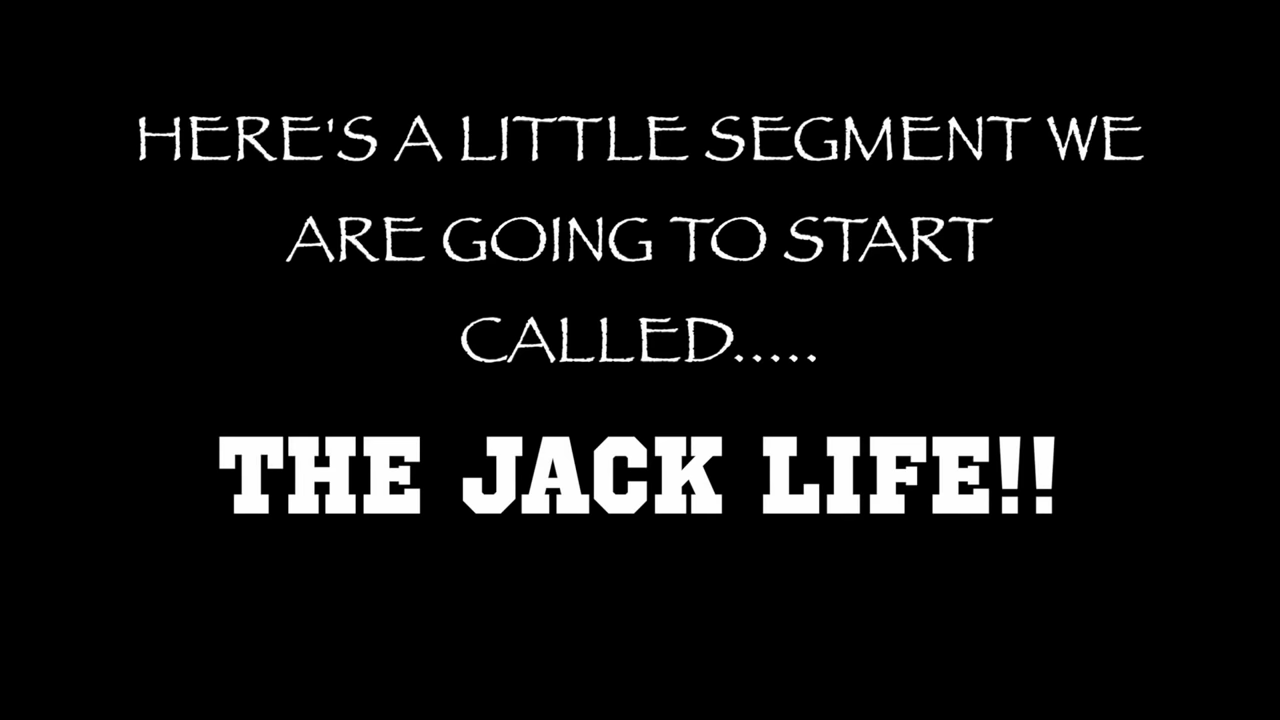 HERE'S A LITTLE SEGMENT WE
ARE GOING TO START
CALLED.....
THE JACK LIFE!!